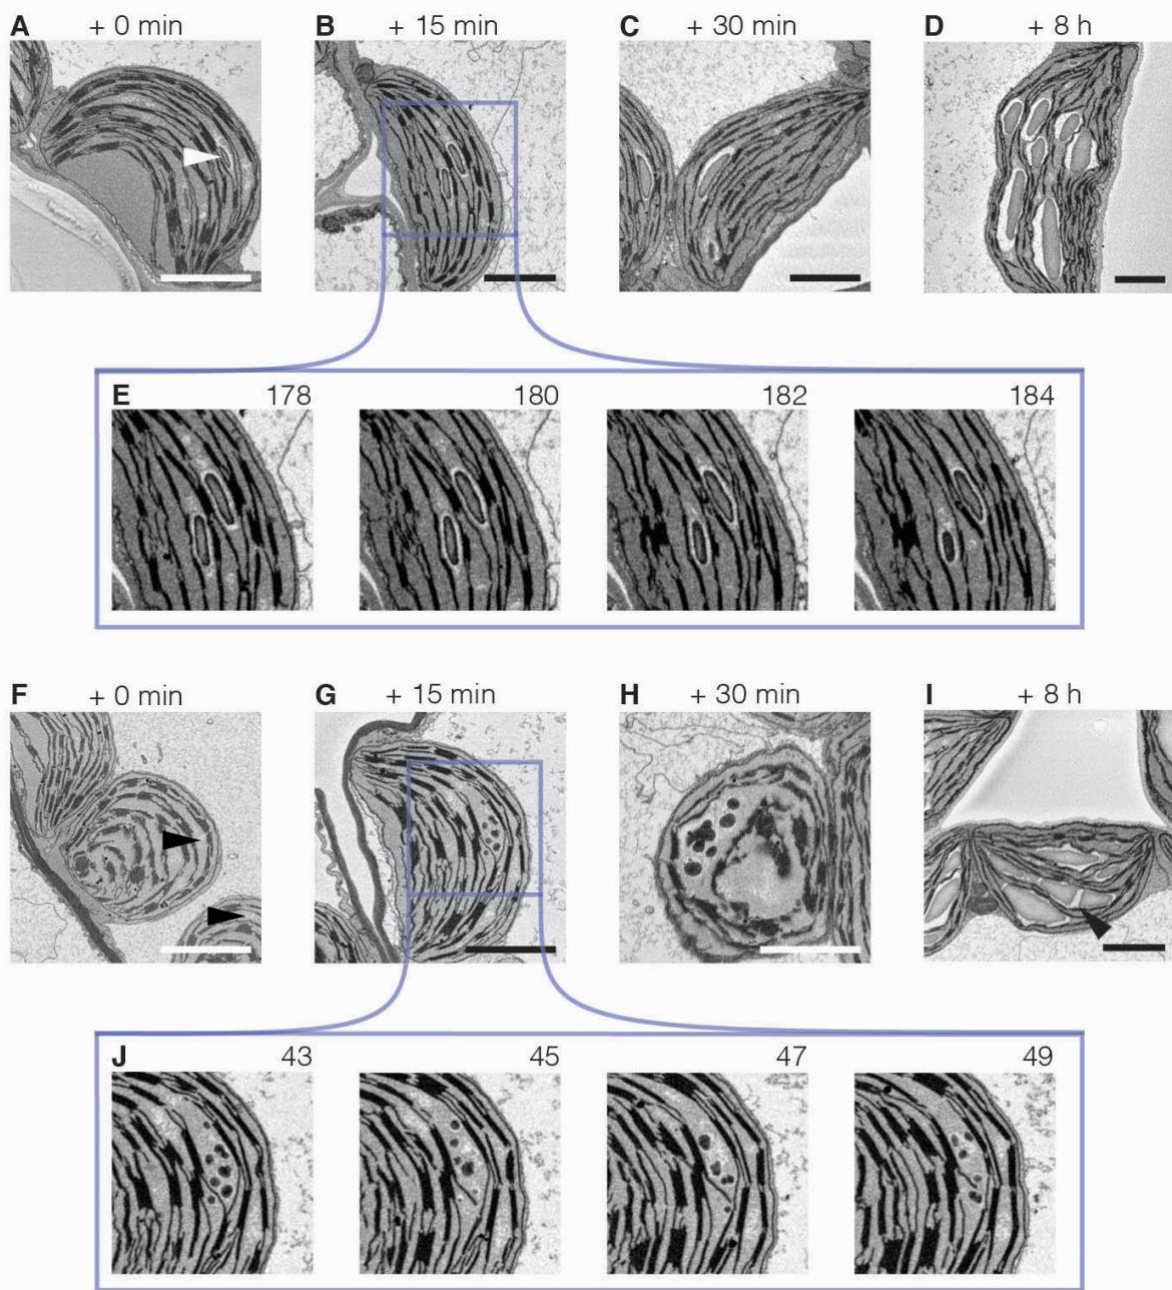 A + 0 min B + 15 min C + 30 min D + 8 h
E 178 180 182 184
F + 0 min G + 15 min H + 30 min I + 8 h
J 43 45 47 49